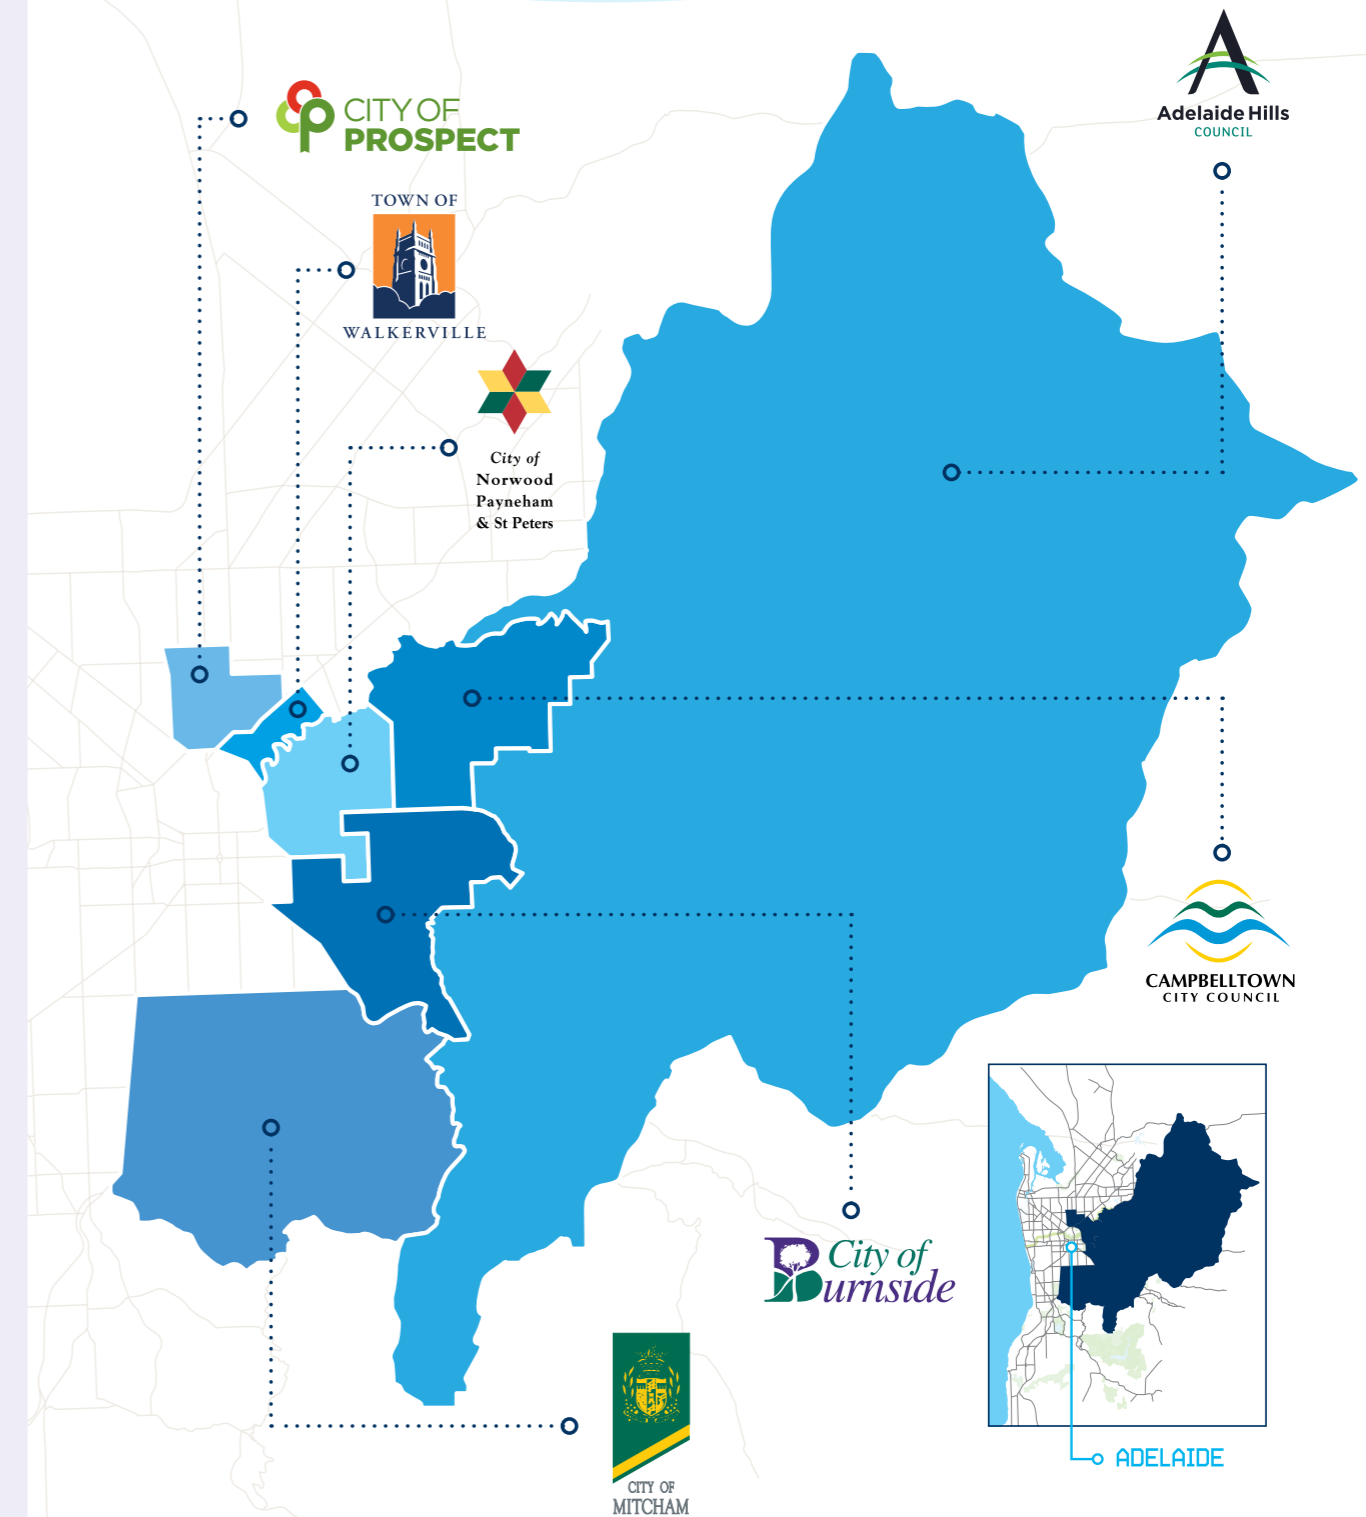 CITY OF
PROSPECT
TOWN OF
WALKERVILLE
City of
Norwood
Payneham
& St Peters
Adelaide Hills
COUNCIL
CAMPBELLTOWN
CITY COUNCIL
City of
Burnside
CITY OF
MITCHAM
ADELAIDE